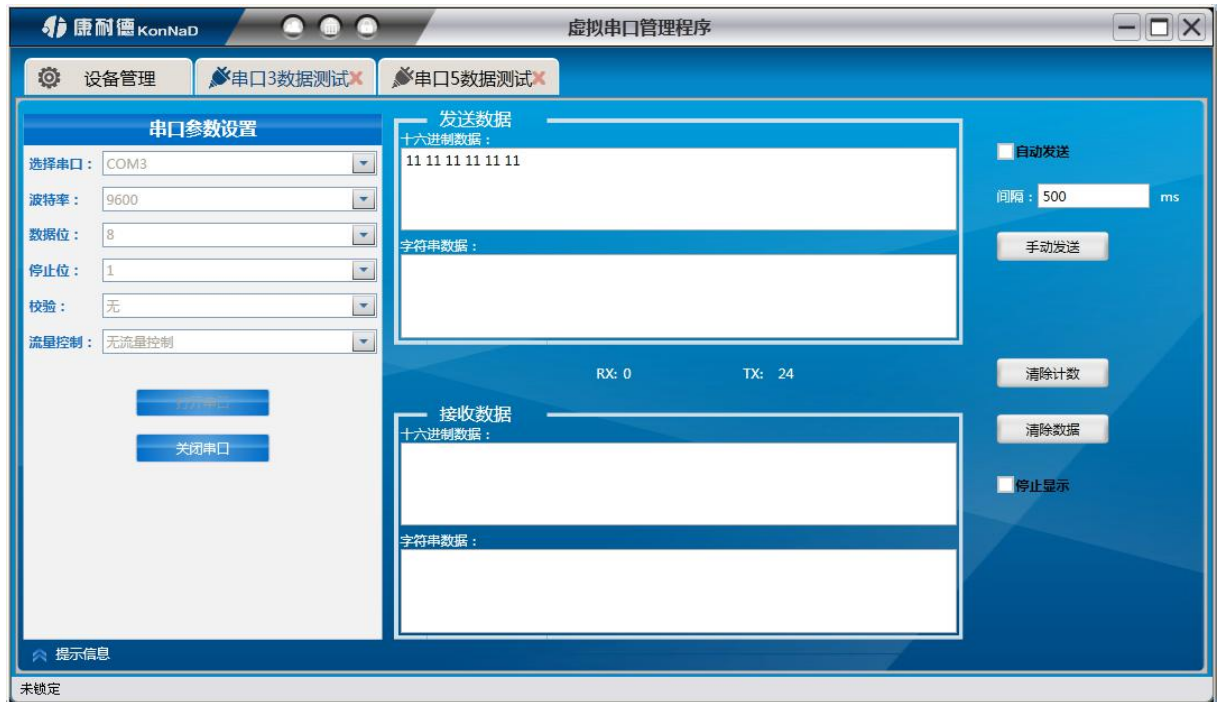 康耐德 KonNaD
虚拟串口管理程序
设备管理
串口3数据测试
串口5数据测试
串口参数设置
选择串口： COM3
波特率： 9600
数据位： 8
停止位： 1
校验： 无
流量控制： 无流量控制
打开串口
关闭串口
发送数据
十六进制数据：
11 11 11 11 11 11
字符串数据：
RX: 0 TX: 24
接收数据
十六进制数据：
字符串数据：
自动发送
间隔： 500 ms
手动发送
清除计数
清除数据
停止显示
提示信息
未锁定